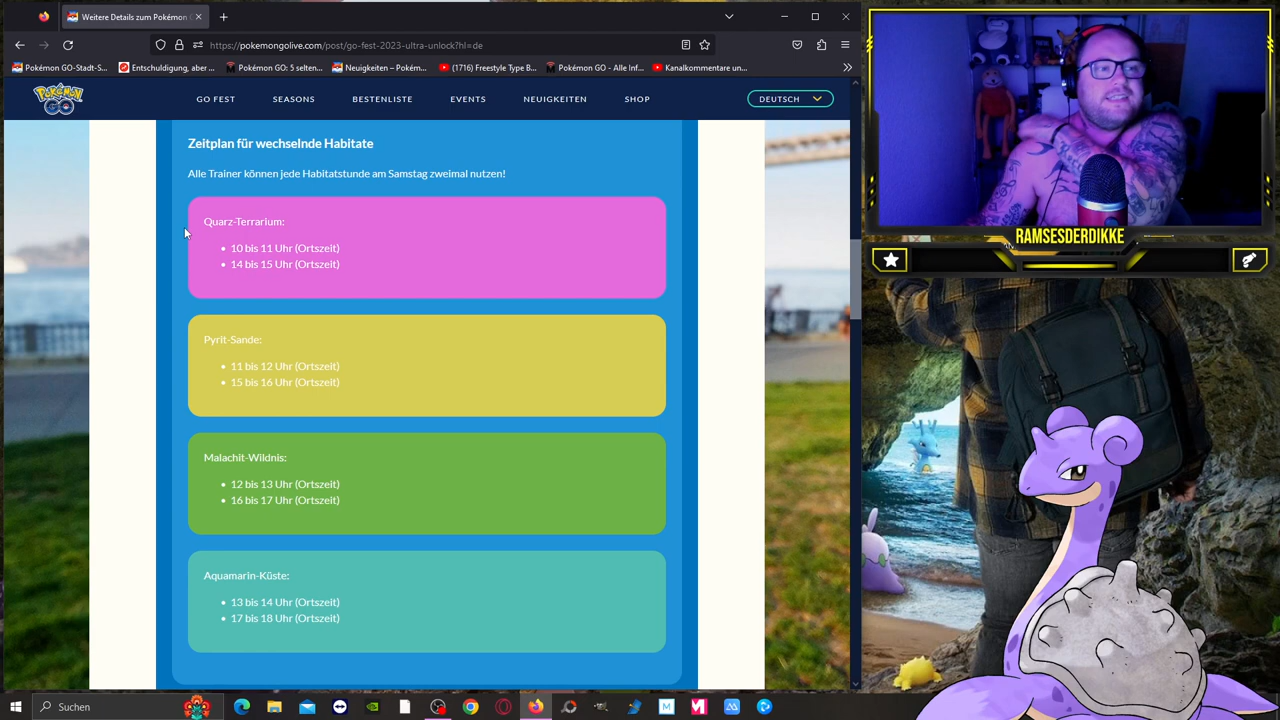 Weitere Details zum Pokémon G
https://pokemongolive.com/post/go-fest-2023-ultra-unlock?hl=de
Pokémon GO-Stadt-S...
Entschuldigung, aber ...
Pokémon GO: 5 selten...
Neuigkeiten – Pokém...
(1716) Freestyle Type B...
Pokémon GO - Alle Inf...
Kanalkommentare un...
POKÉMON GO
GO FEST
SEASONS
BESTENLISTE
EVENTS
NEUIGKEITEN
SHOP
DEUTSCH
Zeitplan für wechselnde Habitate
Alle Trainer können jede Habitatstunde am Samstag zweimal nutzen!
Quarz-Terrarium:
10 bis 11 Uhr (Ortszeit)
14 bis 15 Uhr (Ortszeit)
Pyrit-Sande:
11 bis 12 Uhr (Ortszeit)
15 bis 16 Uhr (Ortszeit)
Malachit-Wildnis:
12 bis 13 Uhr (Ortszeit)
16 bis 17 Uhr (Ortszeit)
Aquamarin-Küste:
13 bis 14 Uhr (Ortszeit)
17 bis 18 Uhr (Ortszeit)
RAMSESDERDIKKE
Suchen